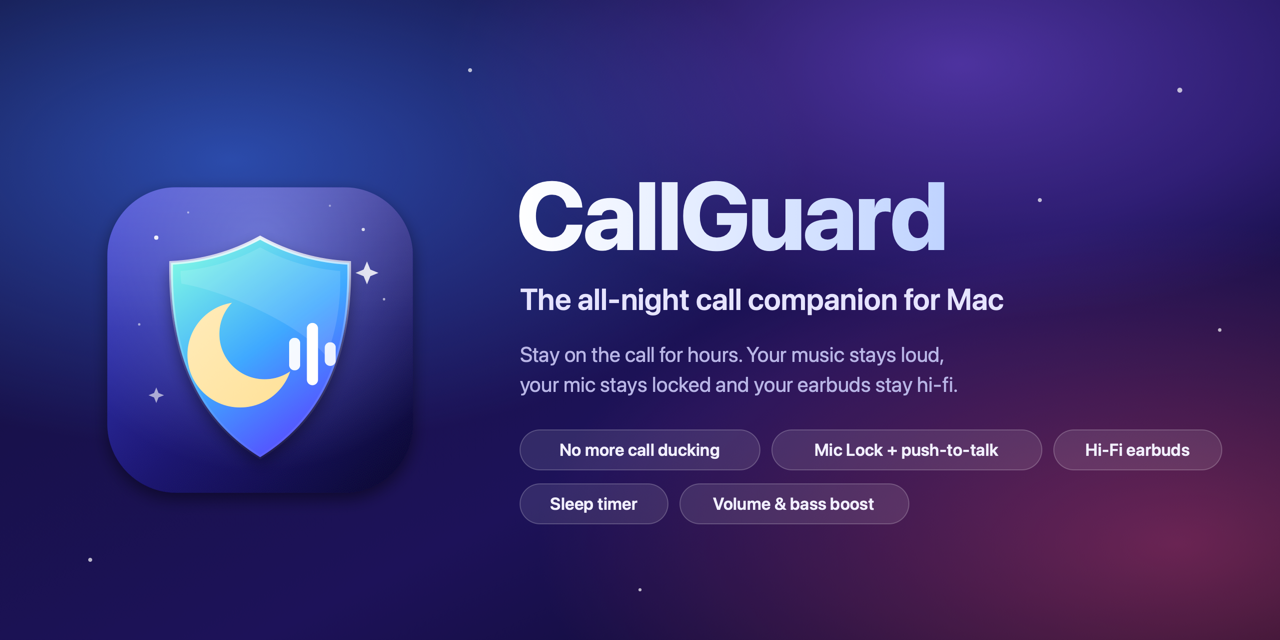 CallGuard
The all-night call companion for Mac
Stay on the call for hours. Your music stays loud,
your mic stays locked and your earbuds stay hi-fi.
No more call ducking
Mic Lock + push-to-talk
Hi-Fi earbuds
Sleep timer
Volume & bass boost